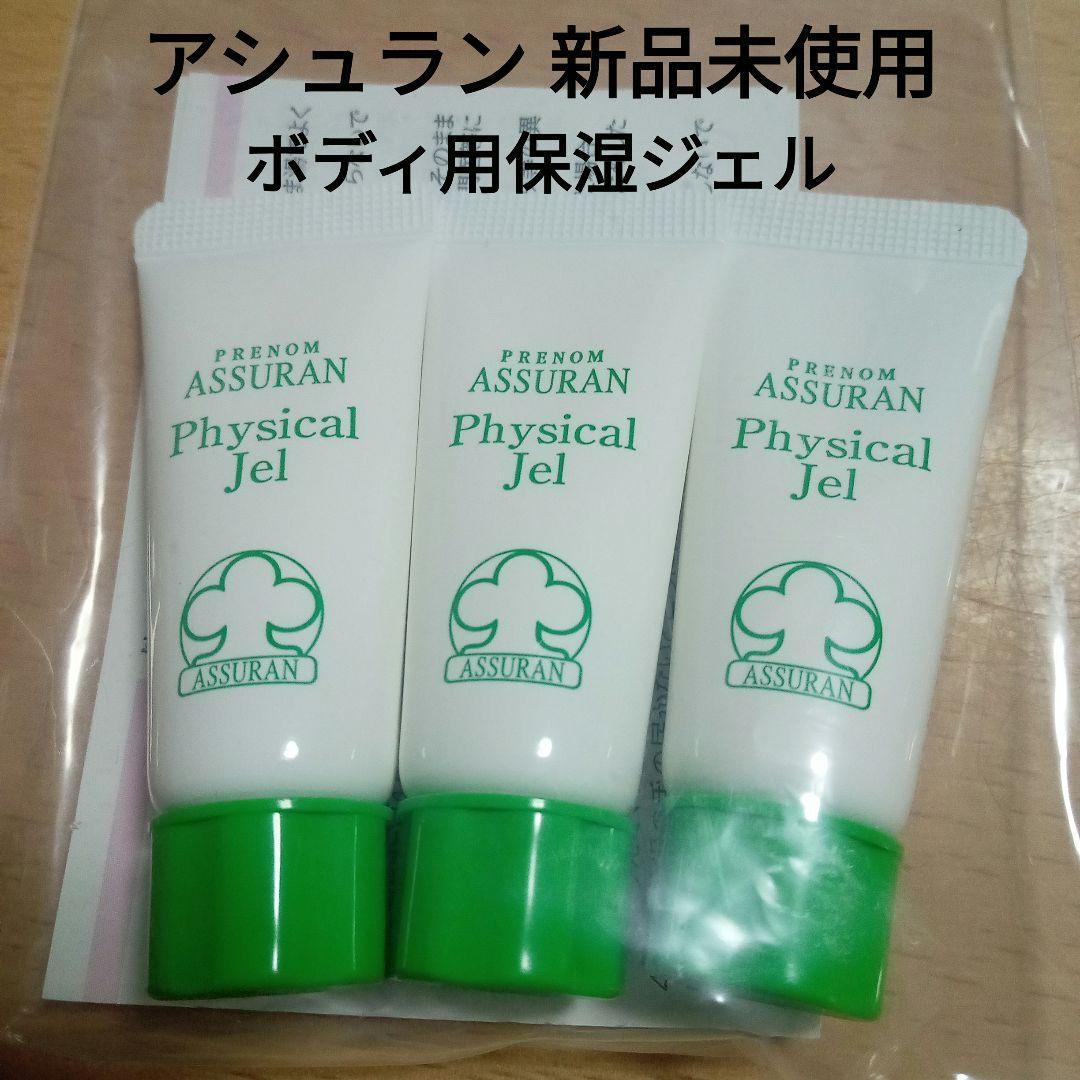 アシュラン 新品未使用
ボディ用保湿ジェル
PRENOM
ASSURAN
Physical
Jel
ASSURAN
PRENOM
ASSURAN
Physical
Jel
ASSURAN
PRENOM
ASSURAN
Physical
Jel
ASSURAN